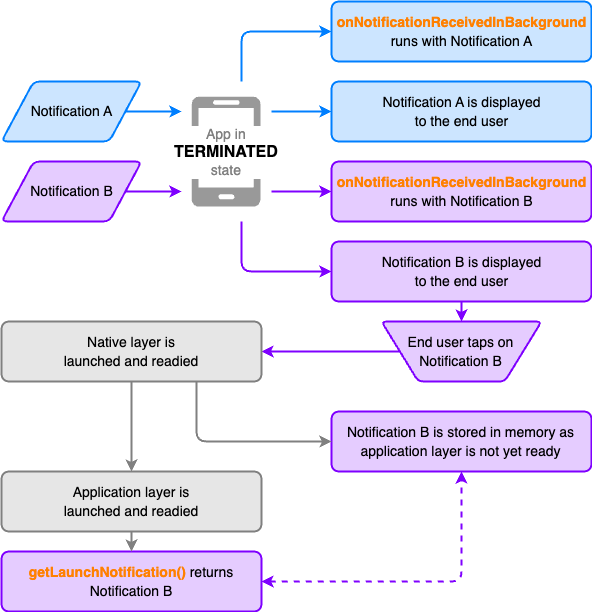 onNotificationReceivedInBackground
runs with Notification A
Notification A
Notification A is displayed
to the end user
App in
TERMINATED
state
Notification B
onNotificationReceivedInBackground
runs with Notification B
Notification B is displayed
to the end user
End user taps on
Notification B
Native layer is
launched and readied
Notification B is stored in memory as
application layer is not yet ready
Application layer is
launched and readied
getLaunchNotification() returns
Notification B